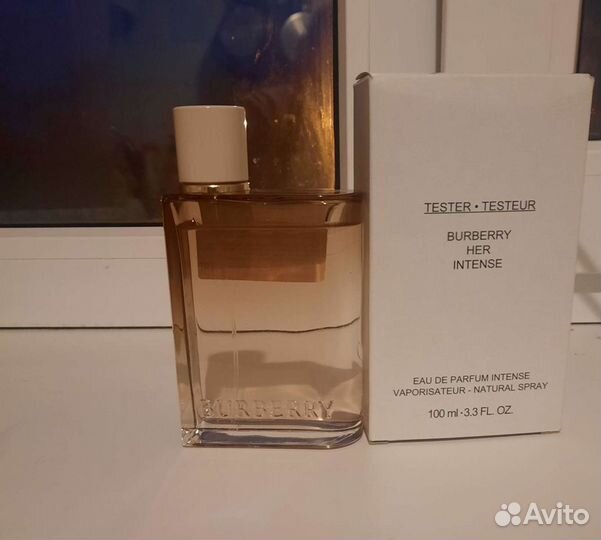 TESTER • TESTEUR
BURBERRY
HER
INTENSE
EAU DE PARFUM INTENSE
VAPORISATEUR - NATURAL SPRAY
100 ml - 3.3 FL. OZ.
BURBERRY
Avito